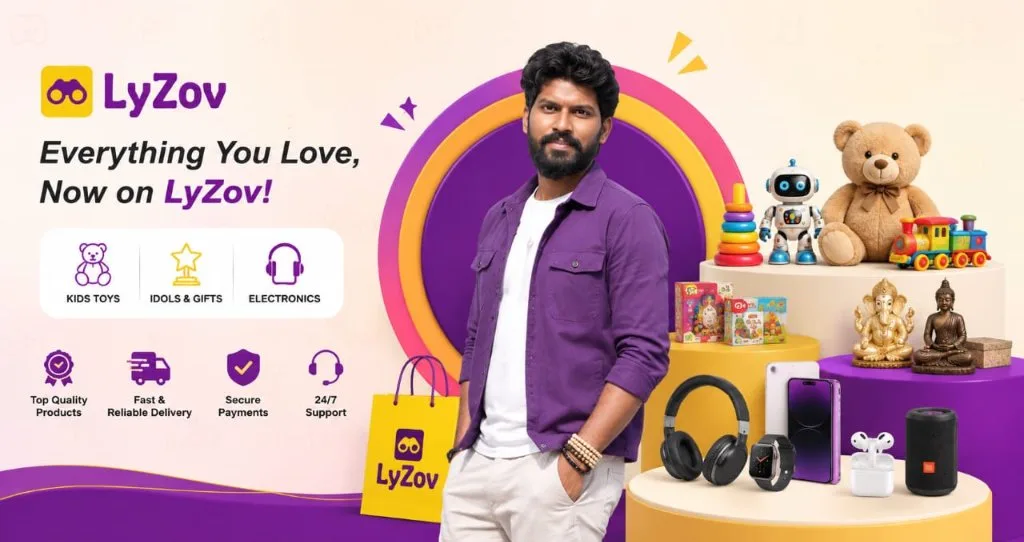 LyZov
Everything You Love,
Now on LyZov!
KIDS TOYS
IDOLS & GIFTS
ELECTRONICS
Top Quality
Products
Fast &
Reliable Delivery
Secure
Payments
24/7
Support
LyZov